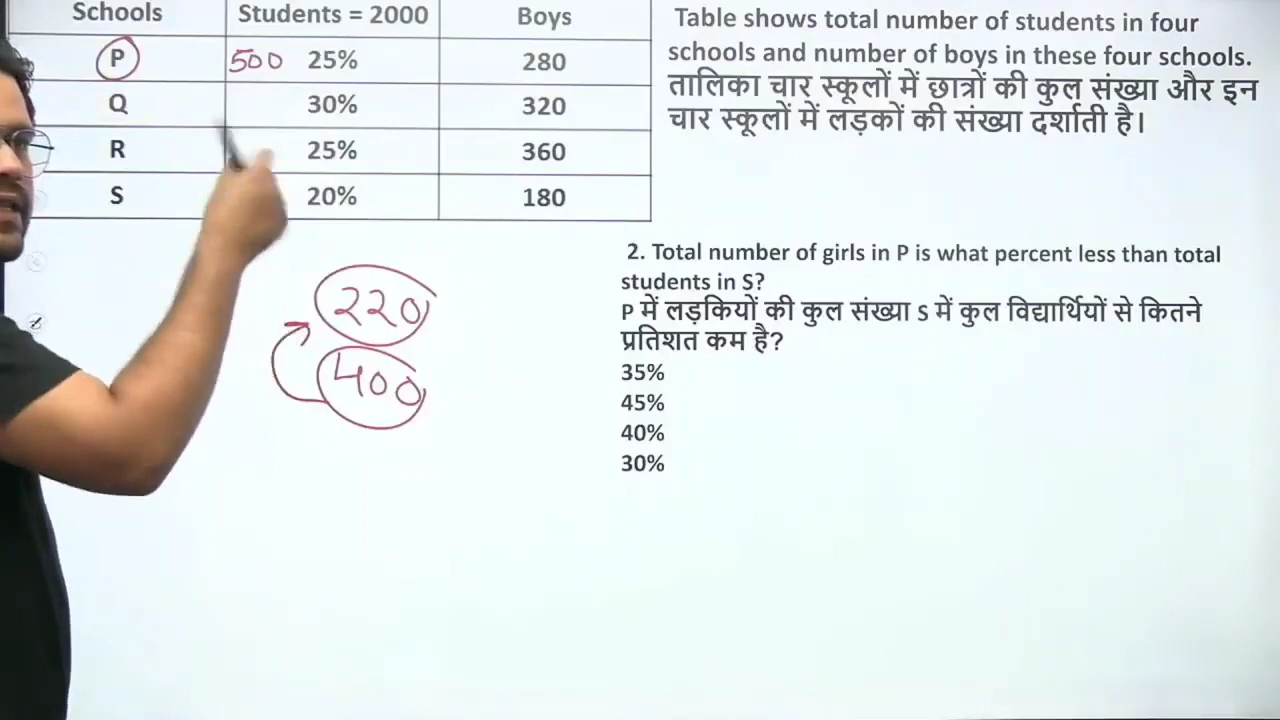 Schools Students = 2000 Boys
P 500 25% 280
Q 30% 320
R 25% 360
S 20% 180
Table shows total number of students in four
schools and number of boys in these four schools.
तालिका चार स्कूलों में छात्रों की कुल संख्या और इन
चार स्कूलों में लड़कों की संख्या दर्शाती है।
220
400
2. Total number of girls in P is what percent less than total
students in S?
P में लड़कियों की कुल संख्या S में कुल विद्यार्थियों से कितने
प्रतिशत कम है?
35%
45%
40%
30%